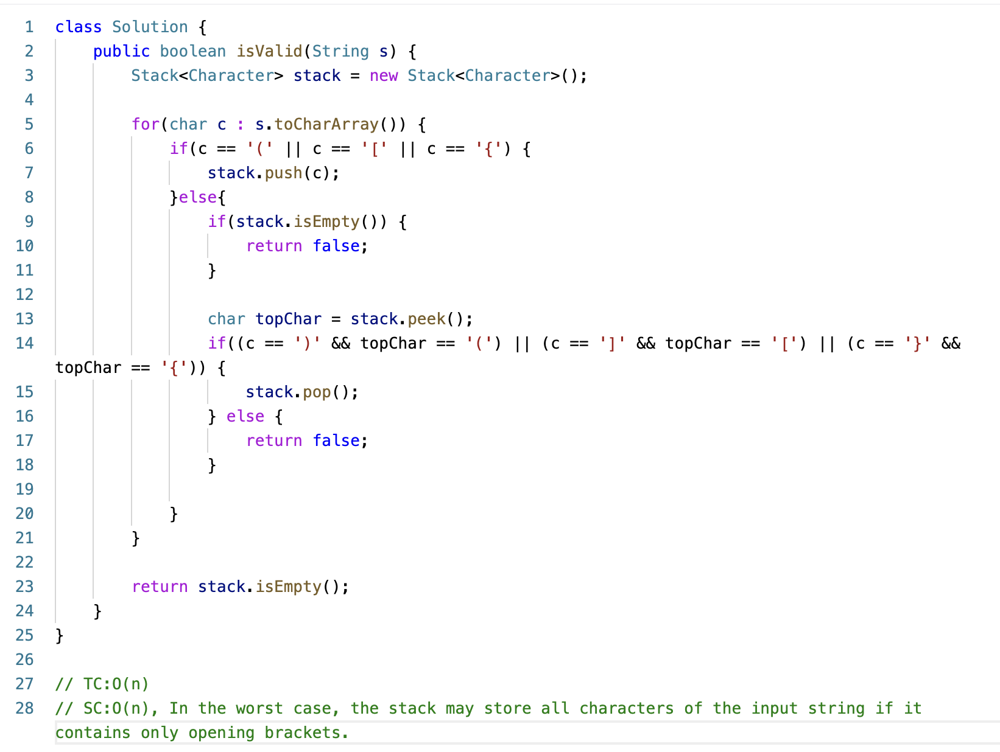 1 class Solution {
2 public boolean isValid(String s) {
3 Stack<Character> stack = new Stack<Character>();
4
5 for(char c : s.toCharArray()) {
6 if(c == '(' || c == '[' || c == '{') {
7 stack.push(c);
8 }else{
9 if(stack.isEmpty()) {
10 return false;
11 }
12
13 char topChar = stack.peek();
14 if((c == ')' && topChar == '(') || (c == ']' && topChar == '[') || (c == '}' &&
topChar == '{')) {
15 stack.pop();
16 } else {
17 return false;
18 }
19
20 }
21 }
22
23 return stack.isEmpty();
24 }
25 }
26
27 // TC:O(n)
28 // SC:O(n), In the worst case, the stack may store all characters of the input string if it
contains only opening brackets.